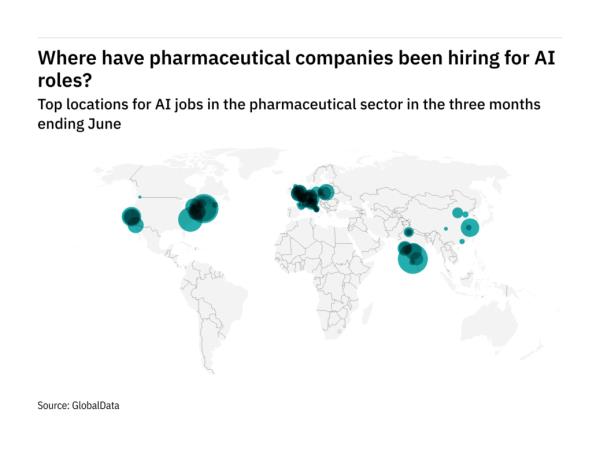 Where have pharmaceutical companies been hiring for AI
roles?
Top locations for AI jobs in the pharmaceutical sector in the three months
ending June
Source: GlobalData